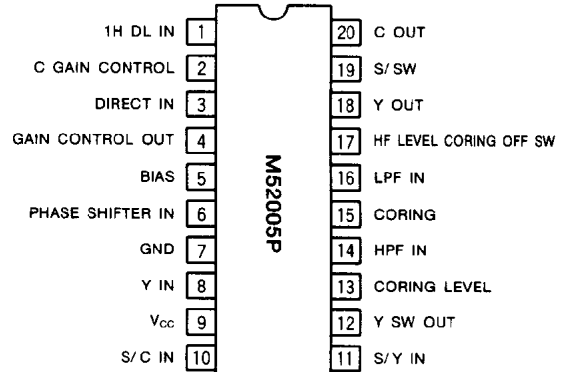 1H DL IN 1
C GAIN CONTROL 2
DIRECT IN 3
GAIN CONTROL OUT 4
BIAS 5
PHASE SHIFTER IN 6
GND 7
Y IN 8
Vcc 9
S/C IN 10
M52005P
20 C OUT
19 S/SW
18 Y OUT
17 HF LEVEL CORING OFF SW
16 LPF IN
15 CORING
14 HPF IN
13 CORING LEVEL
12 Y SW OUT
11 S/Y IN